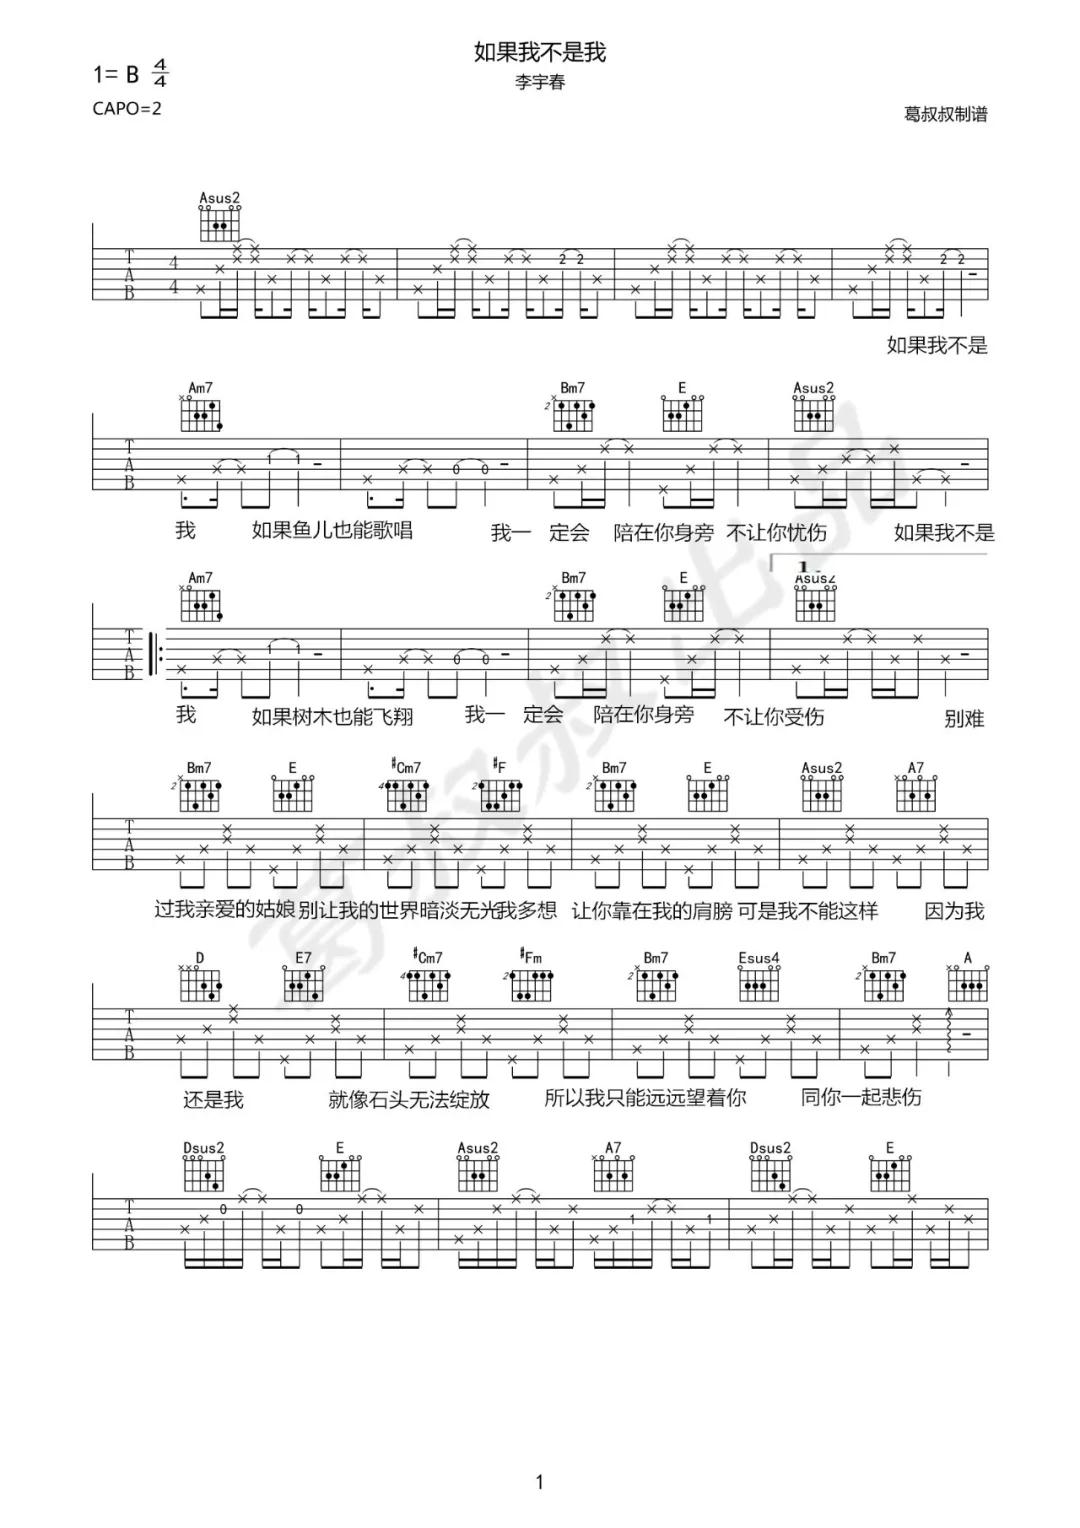 如果我不是我
1= B 4/4
李宇春
CAPO=2
葛叔叔制谱
Asus2
T A B 4 4 2 2 2 2
如果我不是
Am7 Bm7 E Asus2
T A B 1 1 0 0
我 如果鱼儿也能歌唱 我一 定会 陪在你身旁 不让你忧伤 如果我不是
1.
Am7 Bm7 E Asus2
T A B 1 1 0 0
我 如果树木也能飞翔 我一 定会 陪在你身旁 不让你受伤 别难
Bm7 E #Cm7 #F Bm7 E Asus2 A7
T A B
过我亲爱的姑娘 别让我的世界暗淡无光 我多想 让你靠在我的肩膀 可是我不能这样 因为我
D E7 #Cm7 #Fm Bm7 Esus4 Bm7 A
T A B
还是我 就像石头无法绽放 所以我只能远远望着你 同你一起悲伤
Dsus2 E Asus2 A7 Dsus2 E
T A B 0 0 1 1
葛叔叔出品
1